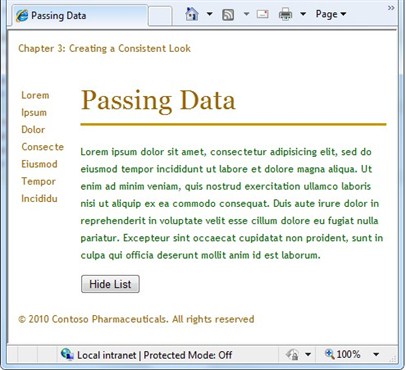 Passing Data
Page
Chapter 3: Creating a Consistent Look
Passing Data
Lorem
Ipsum
Dolor
Consecte
Eiusmod
Tempor
Incididu
Lorem ipsum dolor sit amet, consectetur adipisicing elit, sed do
eiusmod tempor incididunt ut labore et dolore magna aliqua. Ut
enim ad minim veniam, quis nostrud exercitation ullamco laboris
nisi ut aliquip ex ea commodo consequat. Duis aute irure dolor in
reprehenderit in voluptate velit esse cillum dolore eu fugiat nulla
pariatur. Excepteur sint occaecat cupidatat non proident, sunt in
culpa qui officia deserunt mollit anim id est laborum.
Hide List
© 2010 Contoso Pharmaceuticals. All rights reserved
Local intranet | Protected Mode: Off
100%